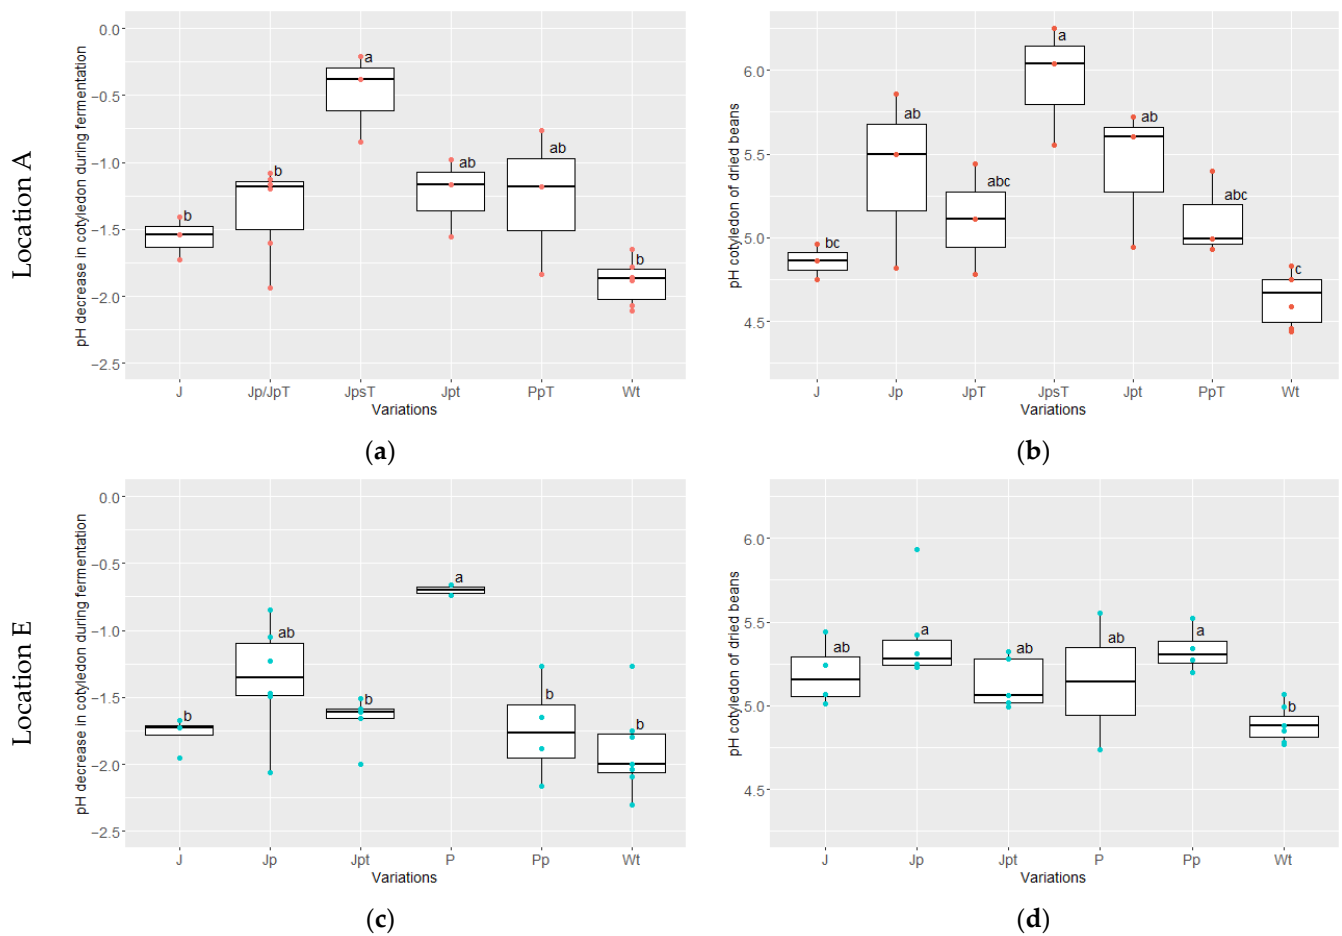 Location A
pH decrease in cotyledon during fermentation
0.0
−0.5
−1.0
−1.5
−2.0
−2.5
b
b
a
ab
ab
b
J
Jp/JpT
JpsT
Jpt
PpT
Wt
Variations
(a)
pH cotyledon of dried beans
6.0
5.5
5.0
4.5
bc
ab
abc
a
ab
abc
c
J
Jp
JpT
JpsT
Jpt
PpT
Wt
Variations
(b)
Location E
pH decrease in cotyledon during fermentation
0.0
−0.5
−1.0
−1.5
−2.0
−2.5
b
ab
b
a
b
b
J
Jp
Jpt
P
Pp
Wt
Variations
(c)
pH cotyledon of dried beans
6.0
5.5
5.0
4.5
ab
a
ab
ab
a
b
J
Jp
Jpt
P
Pp
Wt
Variations
(d)